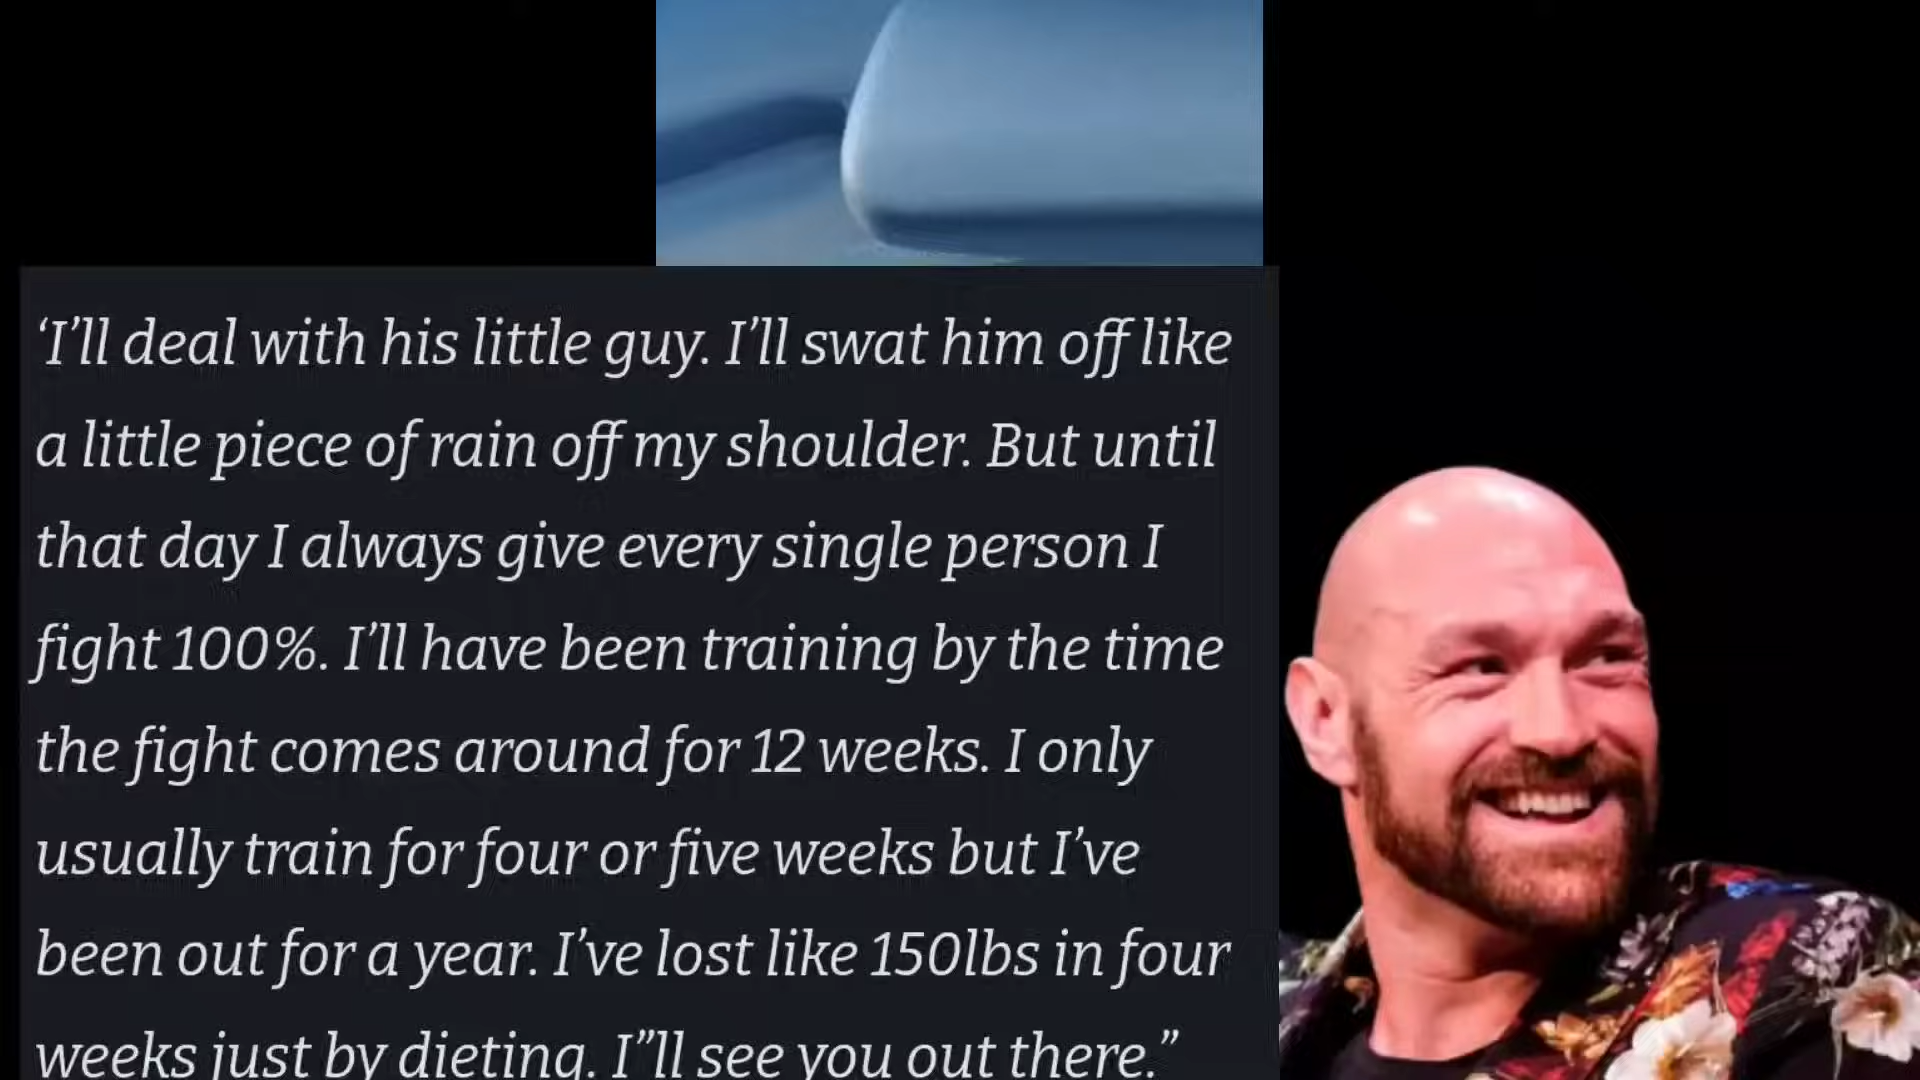 ‘I’ll deal with his little guy. I’ll swat him off like
a little piece of rain off my shoulder. But until
that day I always give every single person I
fight 100%. I’ll have been training by the time
the fight comes around for 12 weeks. I only
usually train for four or five weeks but I’ve
been out for a year. I’ve lost like 150lbs in four
weeks just by dieting. I”ll see you out there.”